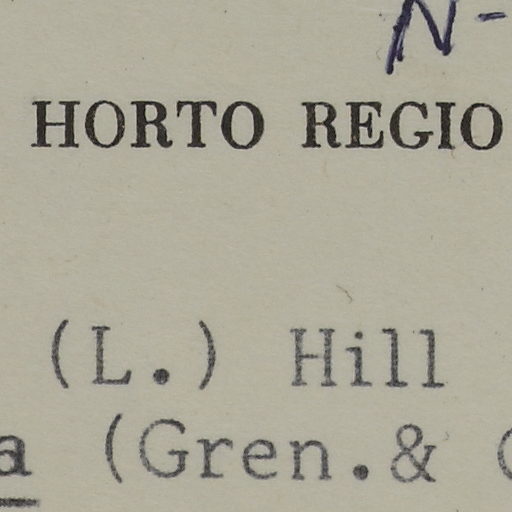 N-
HORTO REGIO
(L.) Hill
a (Gren.&